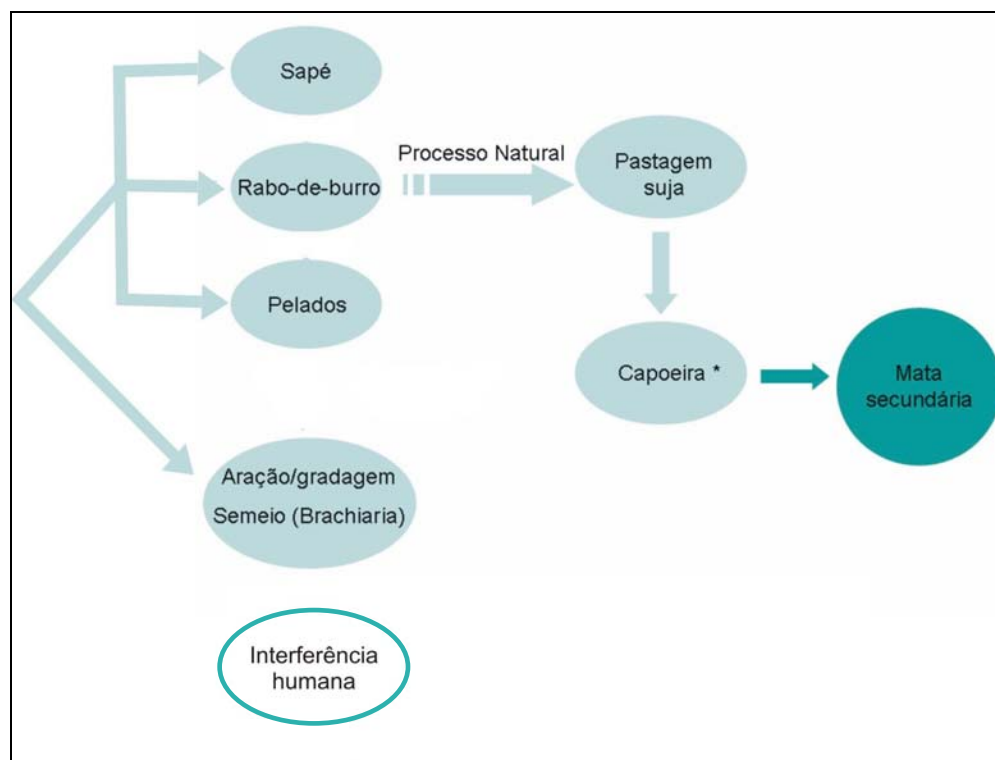 Sapé
Rabo-de-burro
Pelados
Processo Natural
Pastagem
suja
Capoeira *
Mata
secundária
Aração/gradagem
Semeio (Brachiaria)
Interferência
humana